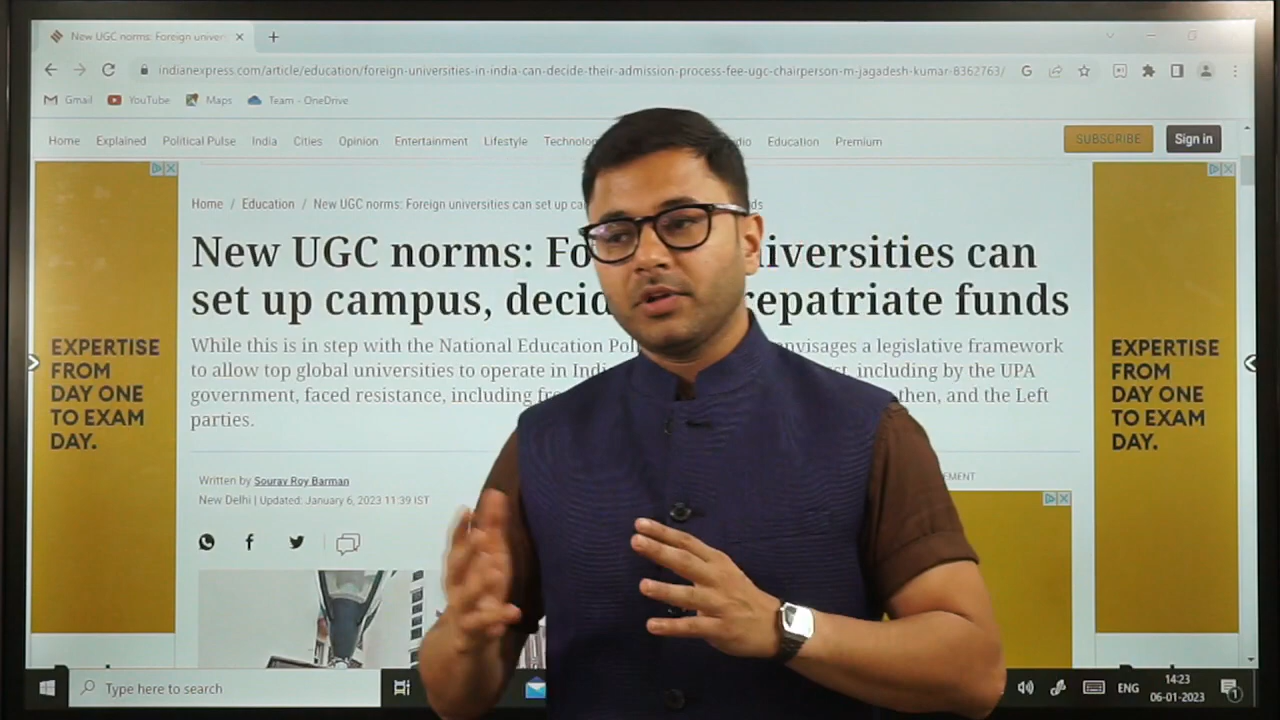 New UGC norms: Foreign univer
indianexpress.com/article/education/foreign-universities-in-india-can-decide-their-admission-process-fee-ugc-chairperson-m-jagadesh-kumar-8362763/
Gmail YouTube Maps Team - OneDrive
Home Explained Political Pulse India Cities Opinion Entertainment Lifestyle Technolog dio Education Premium SUBSCRIBE Sign in
Home / Education / New UGC norms: Foreign universities can set up ca ds
New UGC norms: Fo iversities can
set up campus, decid repatriate funds
While this is in step with the National Education Pol nvisages a legislative framework
to allow top global universities to operate in Indi st, including by the UPA
government, faced resistance, including fr then, and the Left
parties.
EXPERTISE
FROM
DAY ONE
TO EXAM
DAY.
EXPERTISE
FROM
DAY ONE
TO EXAM
DAY.
Written by Sourav Roy Barman
New Delhi | Updated: January 6, 2023 11:39 IST
EMENT
Type here to search
ENG
14:23
06-01-2023
1